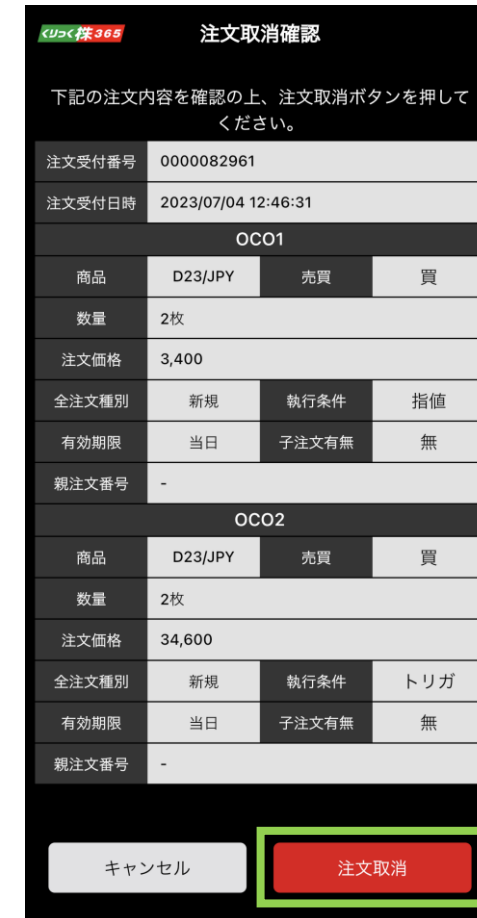 くりっく株365
注文取消確認
下記の注文内容を確認の上、注文取消ボタンを押して
ください。
注文受付番号 0000082961
注文受付日時 2023/07/04 12:46:31
OCO1
商品 D23/JPY 売買 買
数量 2枚
注文価格 3,400
全注文種別 新規 執行条件 指値
有効期限 当日 子注文有無 無
親注文番号 -
OCO2
商品 D23/JPY 売買 買
数量 2枚
注文価格 34,600
全注文種別 新規 執行条件 トリガ
有効期限 当日 子注文有無 無
親注文番号 -
キャンセル 注文取消